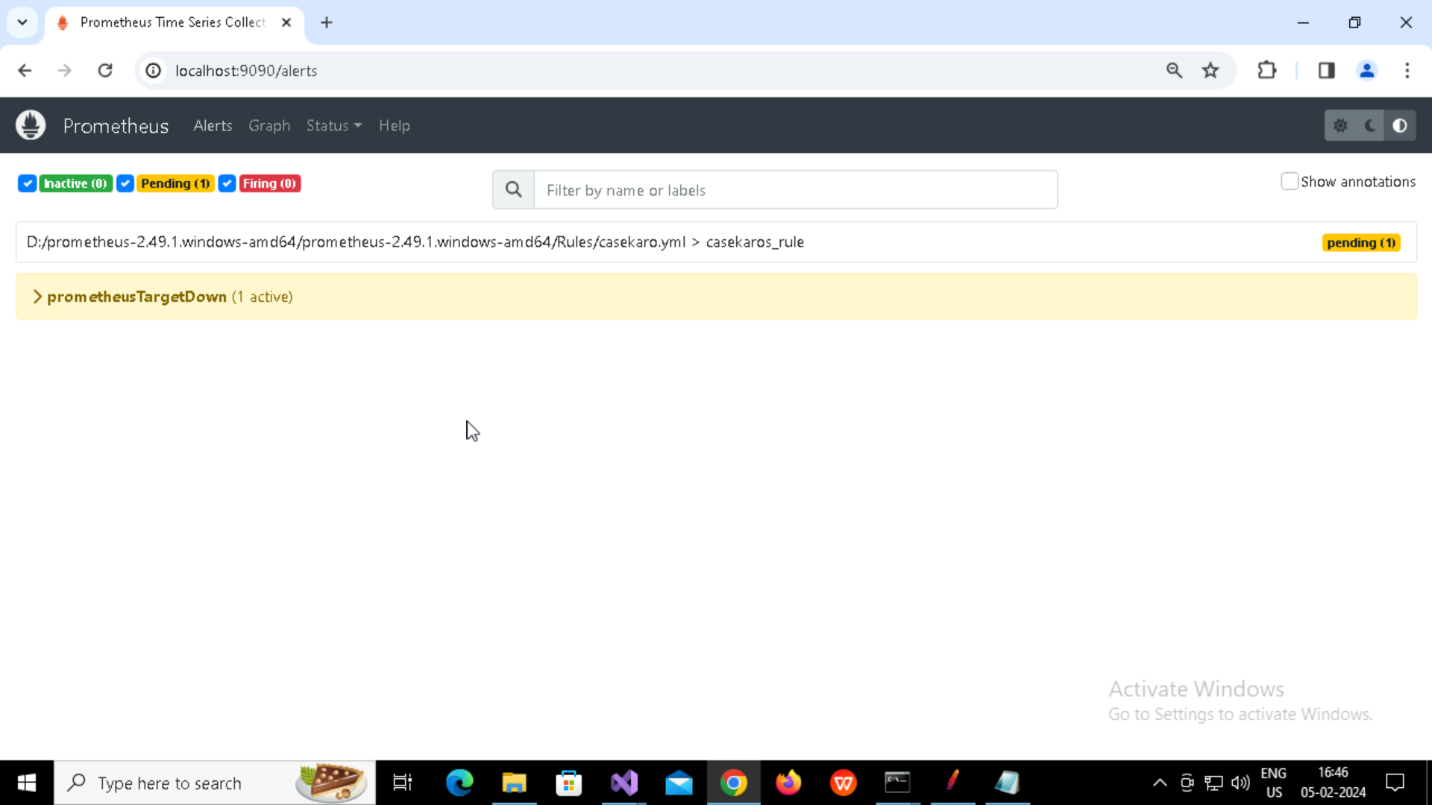 Prometheus Time Series Collect
localhost:9090/alerts
Prometheus Alerts Graph Status Help
Inactive (0) Pending (1) Firing (0)
Filter by name or labels
Show annotations
D:/prometheus-2.49.1.windows-amd64/prometheus-2.49.1.windows-amd64/Rules/casekaro.yml > casekaros_rule
pending (1)
prometheusTargetDown (1 active)
Activate Windows
Go to Settings to activate Windows.
Type here to search
ENG
US
16:46
05-02-2024